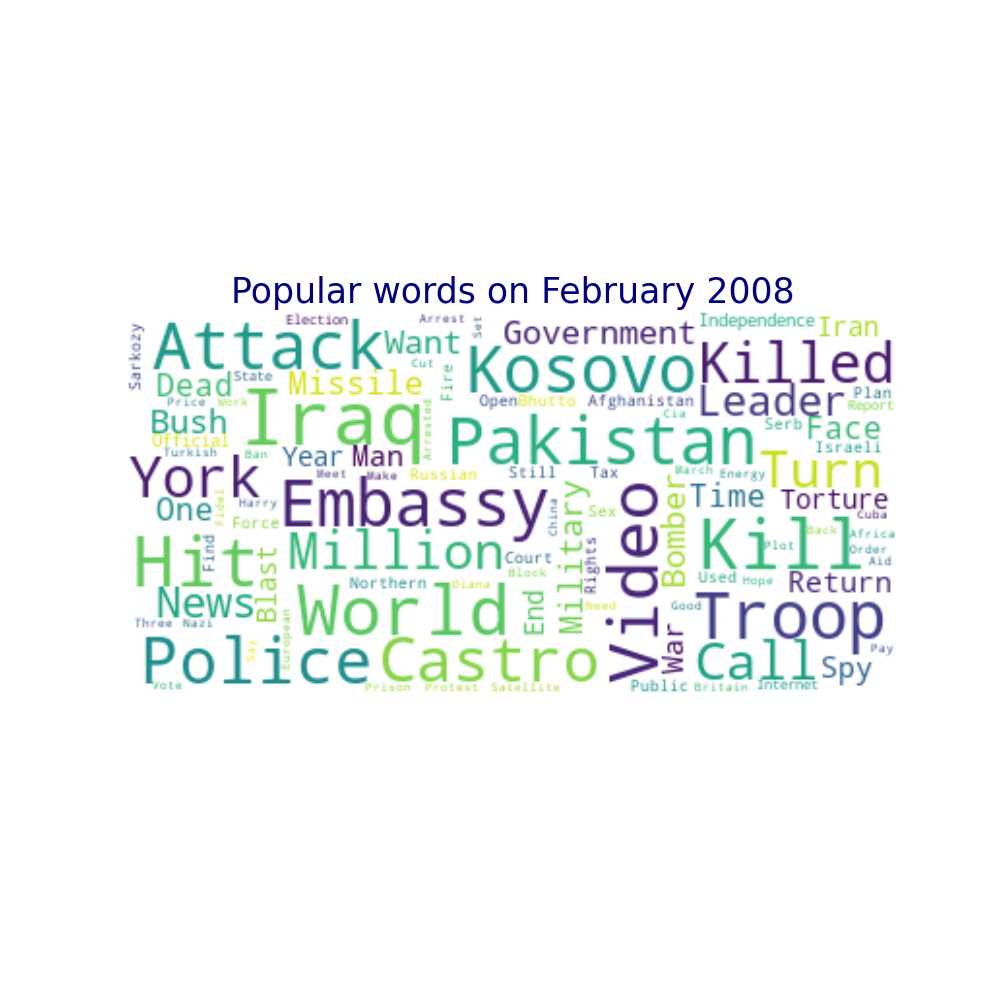 Popular words on February 2008
Sarkozy
Election
Arrest
Set
Independence
Iran
Attack
Want
Government
Kosovo
Killed
Cut
Fire
Dead
State
Missile
Price
Work
Iraq
Arrested
Open
Bhutto
Afghanistan
Leader
Plan
Report
Bush
Official
Turkish
Ban
Pakistan
Cia
Serb
Face
Israeli
York
Year
Man
Meet
Make
Russian
Still
Tax
March
Energy
Turn
One
Fidel
Harry
Force
Embassy
China
Military
Sex
Video
Bomber
Time
Torture
Cuba
Hit
Find
Blast
Million
Court
Block
Rights
Kill
Plot
Back
Africa
Order
Aid
News
Northern
Diana
World
End
Need
Used
Hope
Return
Good
Three
Nazi
Troop
Police
Say
European
Castro
War
Call
Spy
Pay
Vote
Prison
Protest
Satellite
Public
Britain
Internet